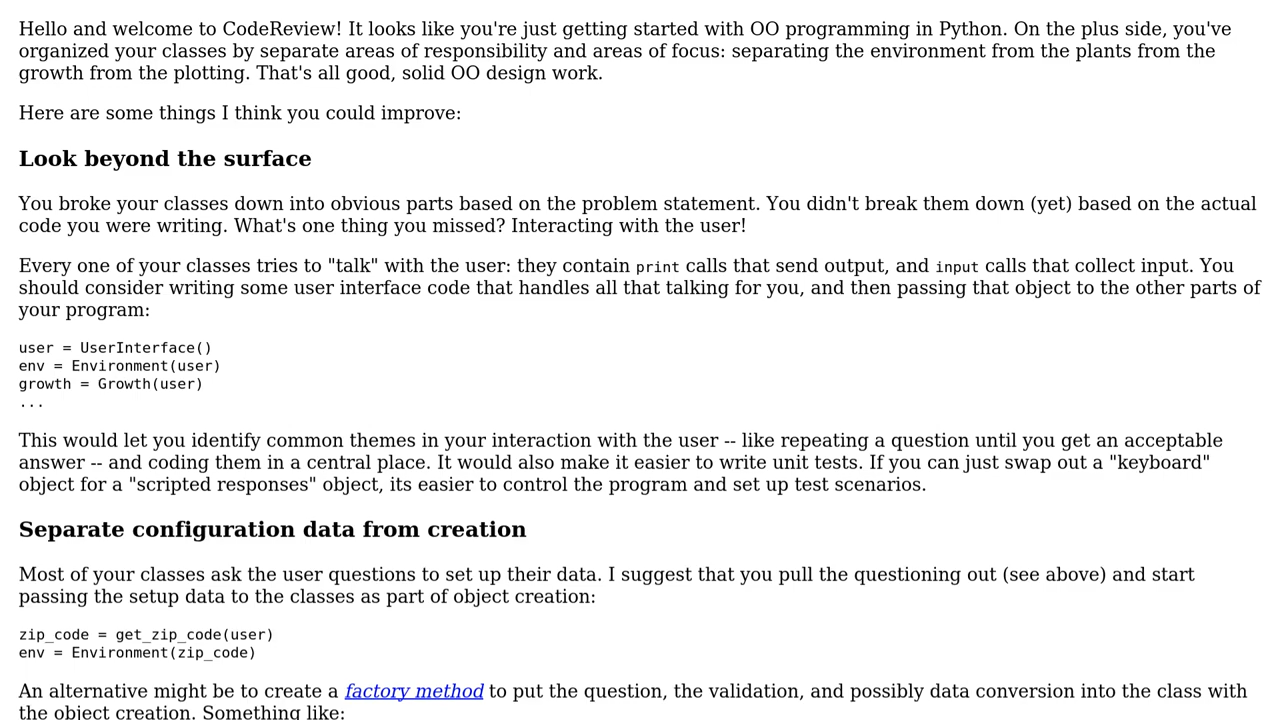 Hello and welcome to CodeReview! It looks like you're just getting started with OO programming in Python. On the plus side, you've
organized your classes by separate areas of responsibility and areas of focus: separating the environment from the plants from the
growth from the plotting. That's all good, solid OO design work.
Here are some things I think you could improve:
Look beyond the surface
You broke your classes down into obvious parts based on the problem statement. You didn't break them down (yet) based on the actual
code you were writing. What's one thing you missed? Interacting with the user!
Every one of your classes tries to "talk" with the user: they contain print calls that send output, and input calls that collect input. You
should consider writing some user interface code that handles all that talking for you, and then passing that object to the other parts of
your program:
user = UserInterface()
env = Environment(user)
growth = Growth(user)
...
This would let you identify common themes in your interaction with the user -- like repeating a question until you get an acceptable
answer -- and coding them in a central place. It would also make it easier to write unit tests. If you can just swap out a "keyboard"
object for a "scripted responses" object, its easier to control the program and set up test scenarios.
Separate configuration data from creation
Most of your classes ask the user questions to set up their data. I suggest that you pull the questioning out (see above) and start
passing the setup data to the classes as part of object creation:
zip_code = get_zip_code(user)
env = Environment(zip_code)
An alternative might be to create a factory method to put the question, the validation, and possibly data conversion into the class with
the object creation. Something like: